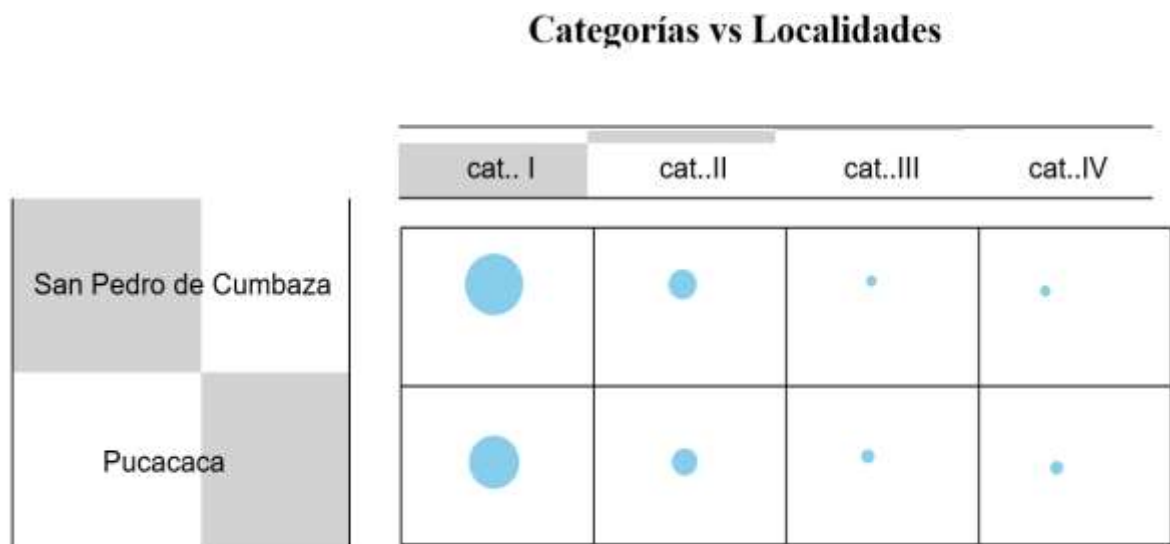 Categorías vs Localidades
cat.. I cat..II cat..III cat..IV
San Pedro de Cumbaza
Pucacaca